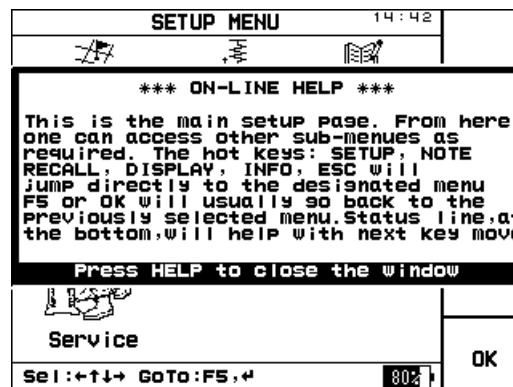 SETUP MENU 14:42
*** ON-LINE HELP ***
This is the main setup page. From here
one can access other sub-menues as
required. The hot keys: SETUP, NOTE
RECALL, DISPLAY, INFO, ESC will
jump directly to the designated menu
F5 or OK will usually go back to the
previously selected menu.Status line,at
the bottom,will help with next key move
Press HELP to close the window
Service
OK
Sel:←↑↓→ GoTo:F5,↵ 80%